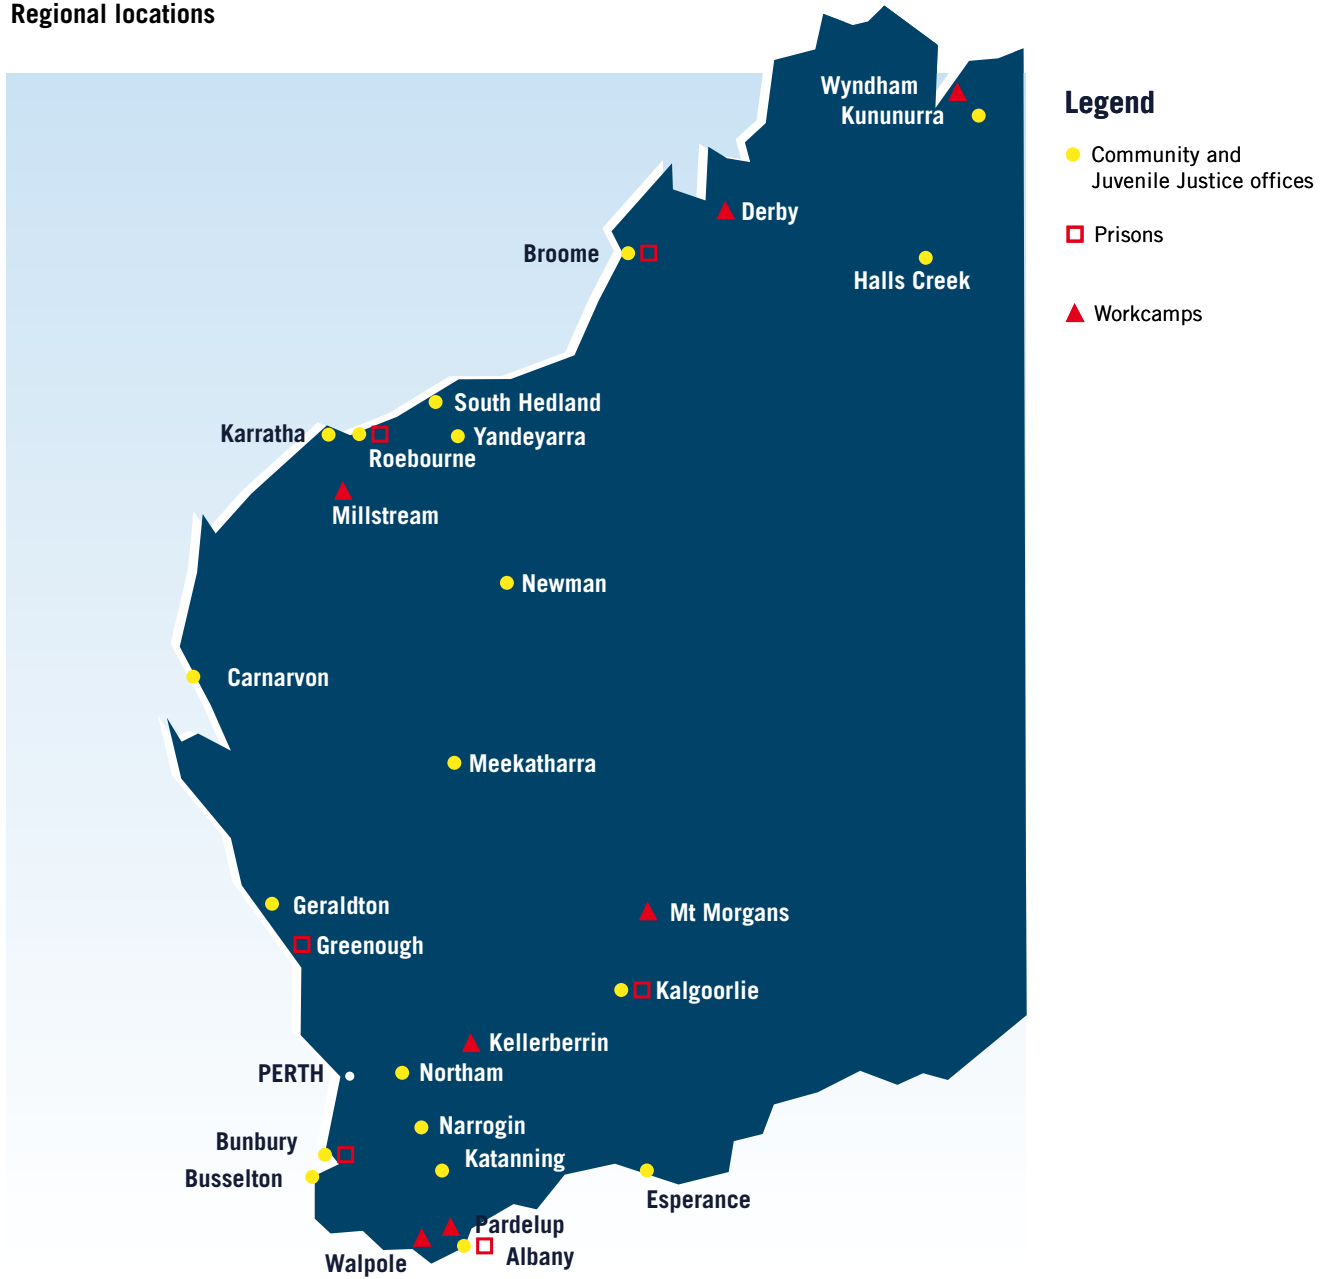 Regional locations
Wyndham
Kununurra
Legend
Community and
Juvenile Justice offices
Derby
Prisons
Broome
Halls Creek
Workcamps
South Hedland
Karratha
Yandeyarra
Roebourne
Millstream
Newman
Carnarvon
Meekatharra
Geraldton
Mt Morgans
Greenough
Kalgoorlie
Kellerberrin
PERTH
Northam
Narrogin
Bunbury
Katanning
Busselton
Esperance
Pardelup
Albany
Walpole